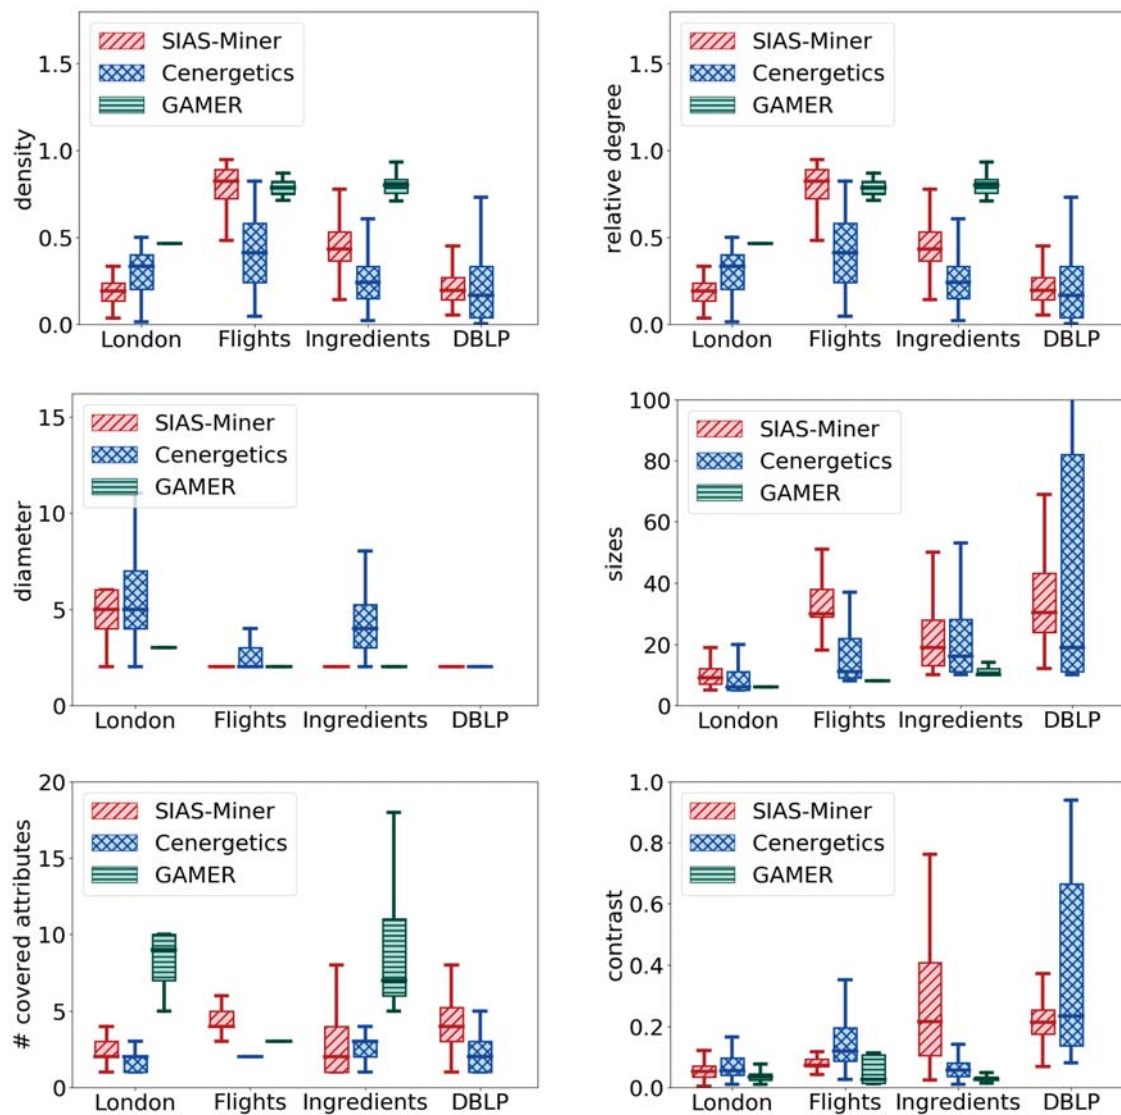 density
1.5
1.0
0.5
0.0
SIAS-Miner
Cenergetics
GAMER
London Flights Ingredients DBLP
relative degree
1.5
1.0
0.5
0.0
SIAS-Miner
Cenergetics
GAMER
London Flights Ingredients DBLP
diameter
15
10
5
0
SIAS-Miner
Cenergetics
GAMER
London Flights Ingredients DBLP
sizes
100
80
60
40
20
0
SIAS-Miner
Cenergetics
GAMER
London Flights Ingredients DBLP
# covered attributes
20
15
10
5
0
SIAS-Miner
Cenergetics
GAMER
London Flights Ingredients DBLP
contrast
1.0
0.8
0.6
0.4
0.2
0.0
SIAS-Miner
Cenergetics
GAMER
London Flights Ingredients DBLP